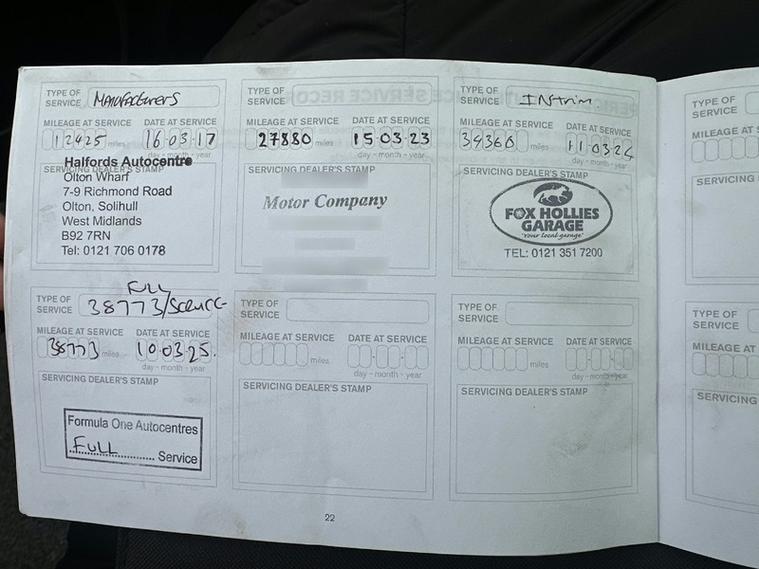 TYPE OF SERVICE MANUFACTURERS
MILEAGE AT SERVICE DATE AT SERVICE
12425 miles 16·03·17
day – month – year
SERVICING DEALER'S STAMP
Halfords Autocentre
Olton Wharf
7-9 Richmond Road
Olton, Solihull
West Midlands
B92 7RN
Tel: 0121 706 0178
TYPE OF SERVICE
MILEAGE AT SERVICE DATE AT SERVICE
27880 miles 15·03·23
day – month – year
SERVICING DEALER'S STAMP
Motor Company
TYPE OF SERVICE
MILEAGE AT SERVICE DATE AT SERVICE
miles 11·03·24
day – month – year
SERVICING DEALER'S STAMP
FOX HOLLIES
GARAGE
"your local garage"
TEL: 0121 351 7200
TYPE OF
MILEAGE AT S
SERVICING
FULL
TYPE OF SERVICE 38773/
MILEAGE AT SERVICE DATE AT SERVICE
38773 miles 10·03·25.
day – month – year
SERVICING DEALER'S STAMP
Formula One Autocentres
FULL Service
TYPE OF SERVICE
MILEAGE AT SERVICE DATE AT SERVICE
miles
day – month – year
SERVICING DEALER'S STAMP
TYPE OF SERVICE
MILEAGE AT SERVICE DATE AT SERVICE
miles
day – month – year
SERVICING DEALER'S STAMP
TYPE OF SERVICE
MILEAGE AT
SERVICING
22